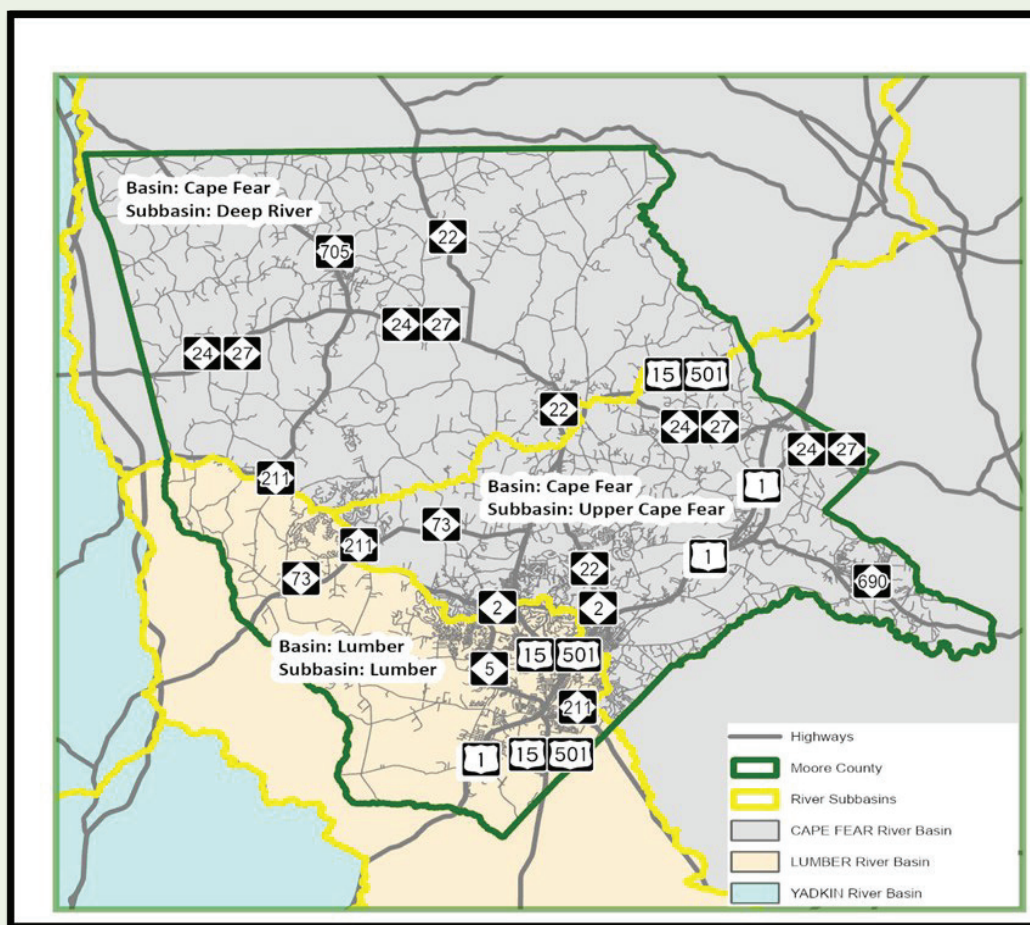 Basin: Cape Fear
Subbasin: Deep River
22
705
24 27
24 27
15 501
22
24 27
24 27
211
1
Basin: Cape Fear
Subbasin: Upper Cape Fear
73
211
1
22
73
690
2
2
Basin: Lumber
Subbasin: Lumber
15 501
5
211
1
15 501
Highways
Moore County
River Subbasins
CAPE FEAR River Basin
LUMBER River Basin
YADKIN River Basin